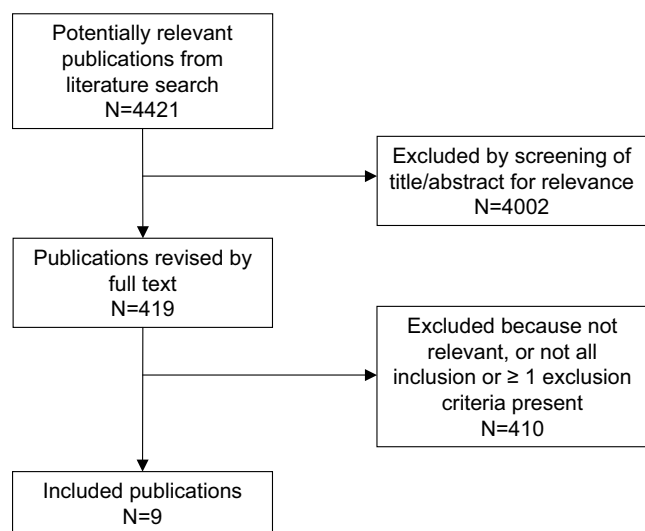 Potentially relevant
publications from
literature search
N=4421
Excluded by screening of
title/abstract for relevance
N=4002
Publications revised by
full text
N=419
Excluded because not
relevant, or not all
inclusion or ≥ 1 exclusion
criteria present
N=410
Included publications
N=9